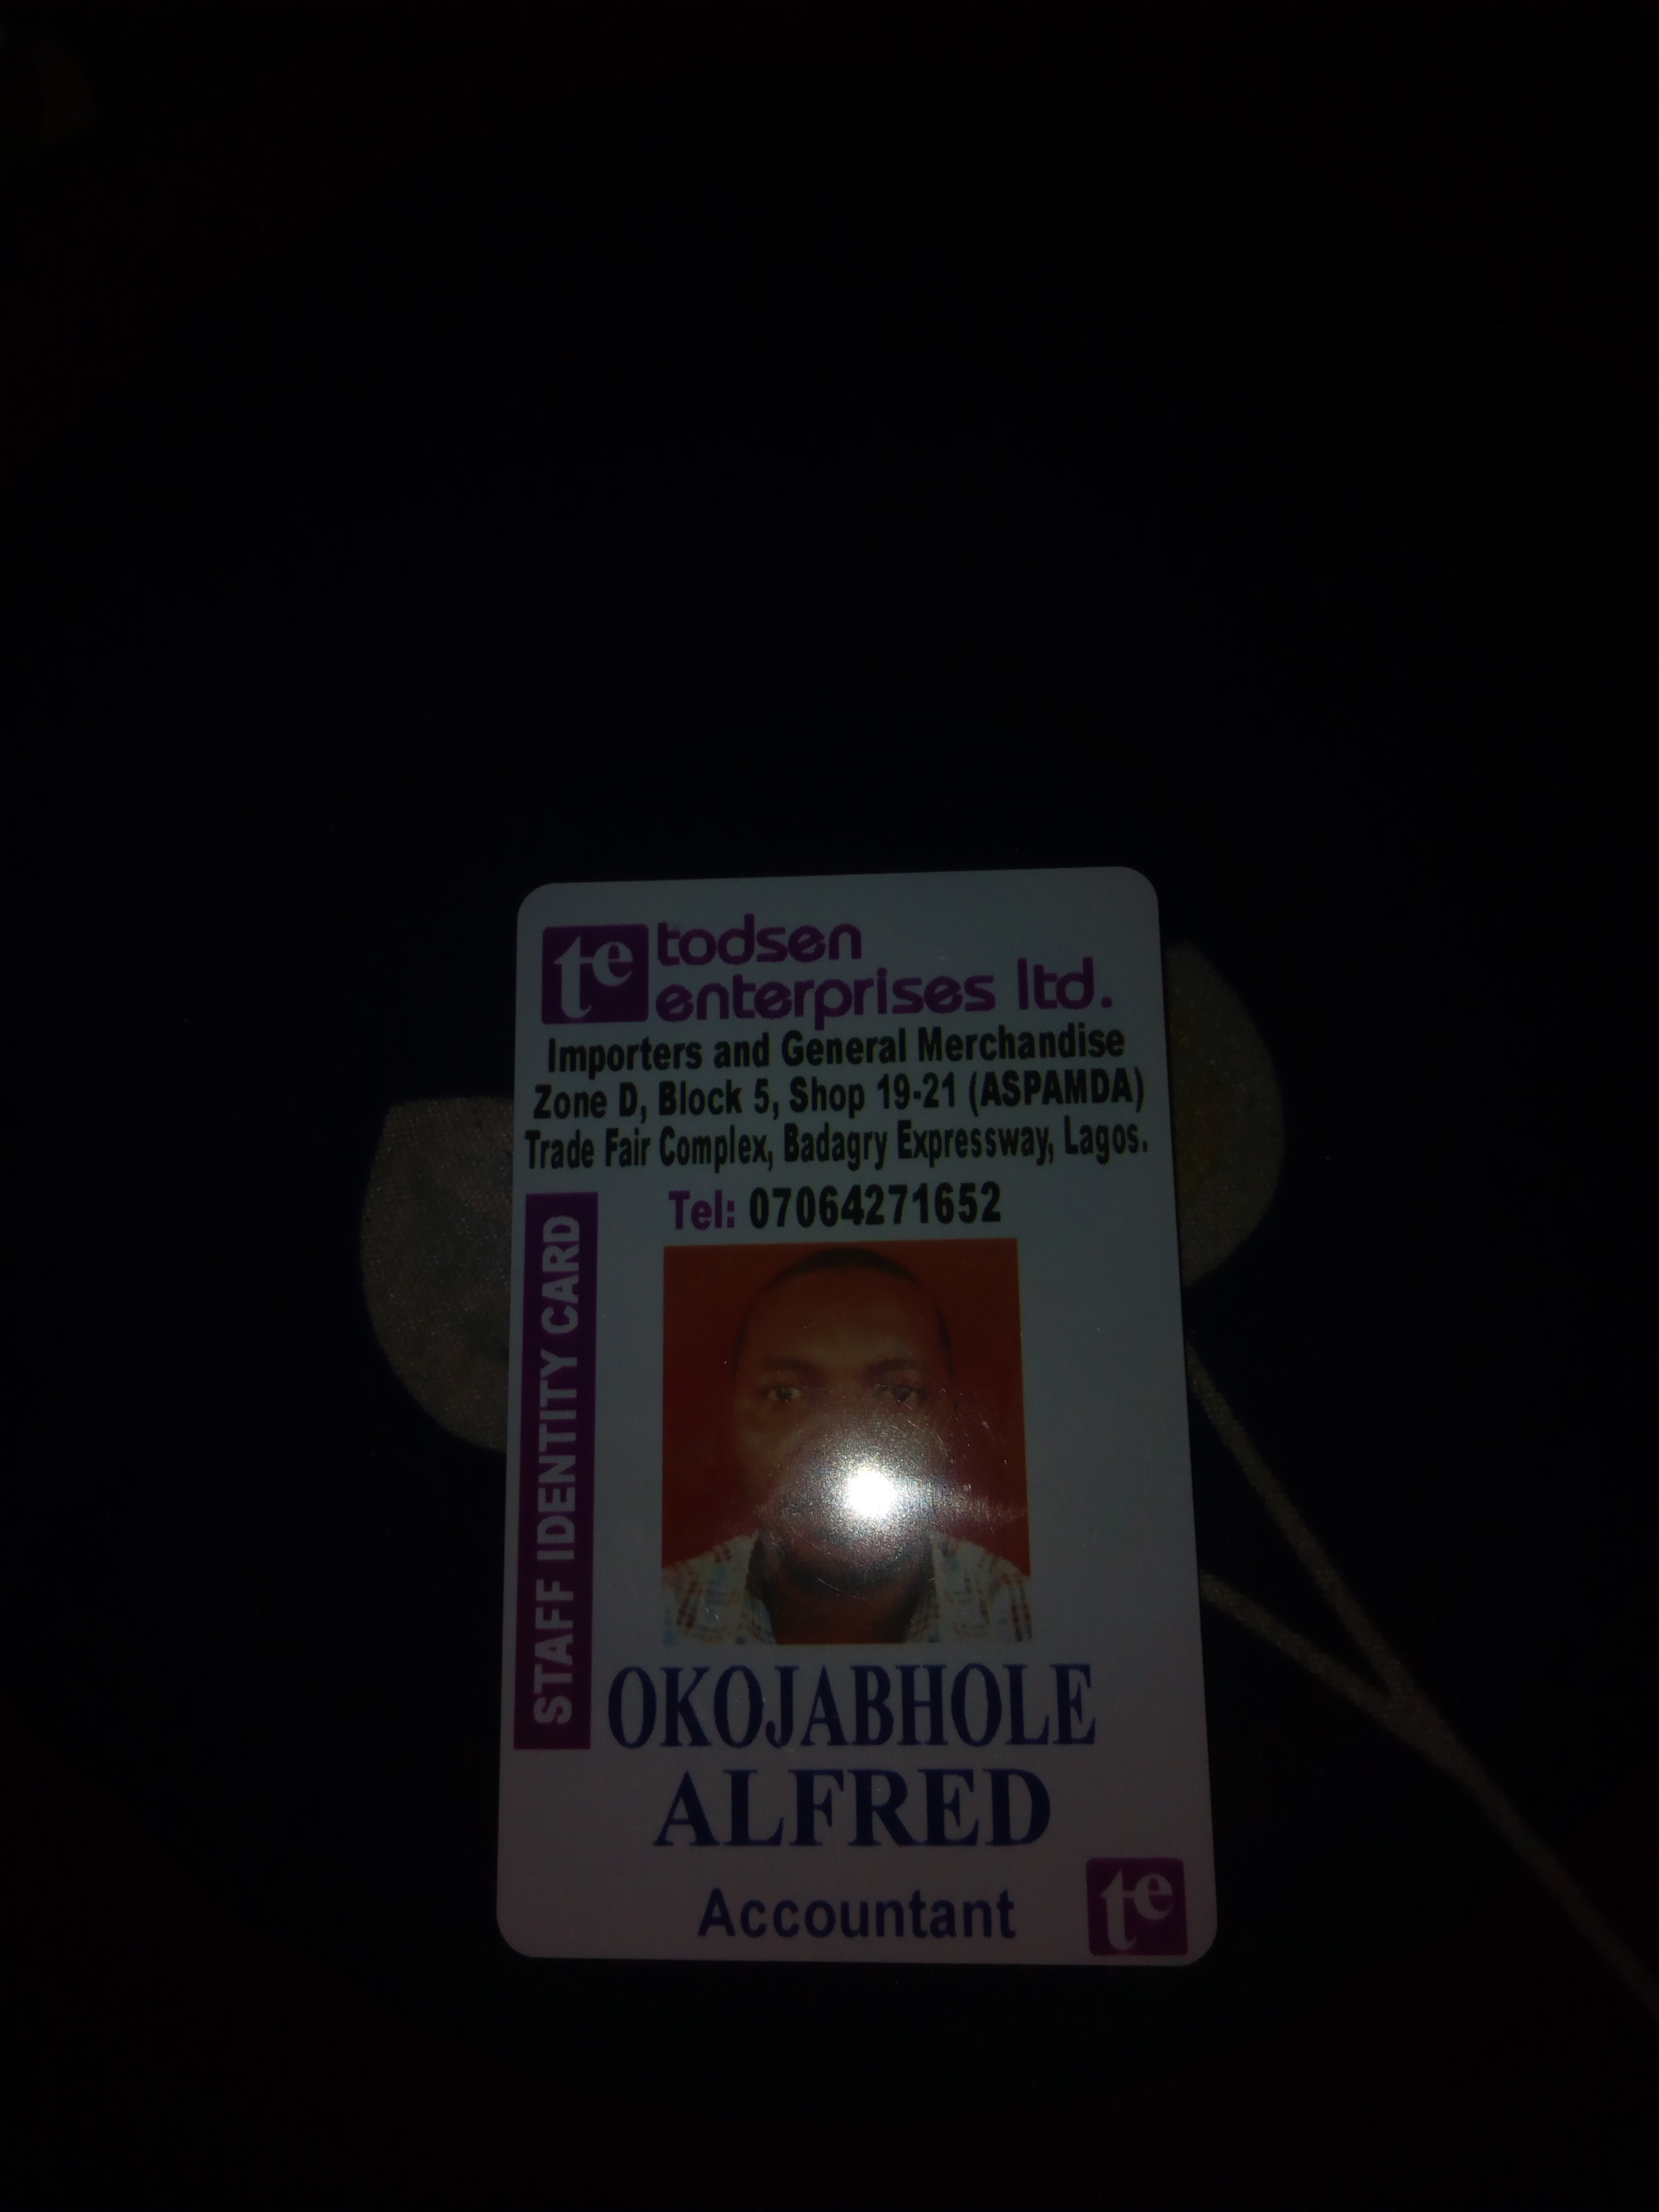 te todsen
enterprises ltd.
Importers and General Merchandise
Zone D, Block 5, Shop 19-21 (ASPAMDA)
Trade Fair Complex, Badagry Expressway, Lagos.
Tel: 07064271652
STAFF IDENTITY CARD
OKOJABHOLE
ALFRED
Accountant
te